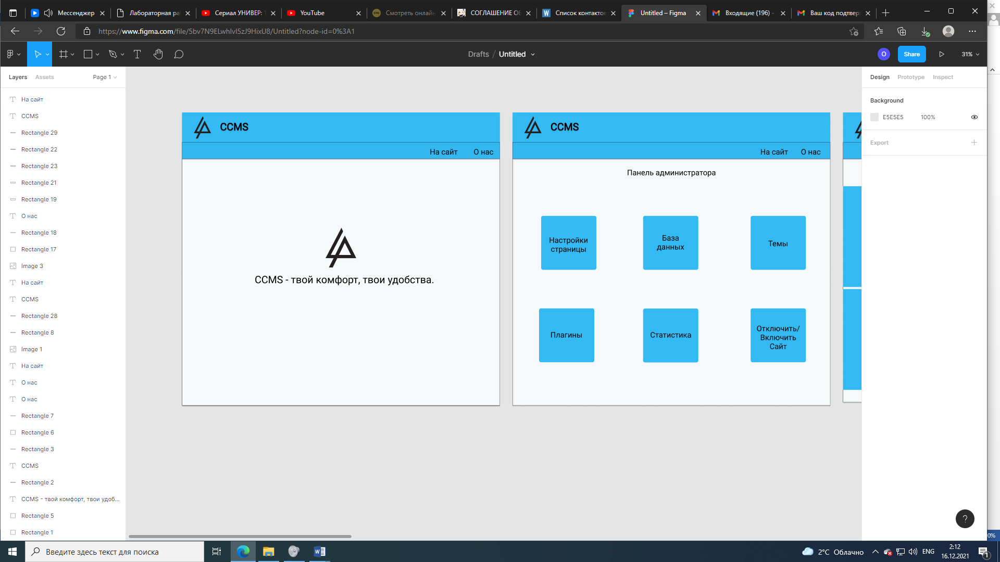 Мессенджер
Лабораторная ра
Сериал УНИВЕР:
YouTube
Смотреть онлайн
СОГЛАШЕНИЕ ОБ
Список контактов
Untitled – Figma
Входящие (196) -
Ваш код подтвер
https://www.figma.com/file/5bv7N9ELwhlvI5zJ9HixU8/Untitled?node-id=0%3A1
Drafts / Untitled
O
Share
31%
Layers
Assets
Page 1
На сайт
CCMS
Rectangle 29
Rectangle 22
Rectangle 23
Rectangle 21
Rectangle 19
О нас
Rectangle 18
Rectangle 17
image 3
На сайт
CCMS
Rectangle 28
Rectangle 8
image 1
На сайт
О нас
О нас
Rectangle 7
Rectangle 6
Rectangle 3
CCMS
Rectangle 2
CCMS - твой комфорт, твои удоб...
Rectangle 5
Rectangle 1
CCMS
На сайт
О нас
CCMS - твой комфорт, твои удобства.
CCMS
На сайт
О нас
Панель администратора
Настройки
страницы
База
данных
Темы
Плагины
Статистика
Отключить/
Включить
Сайт
Design
Prototype
Inspect
Background
E5E5E5
100%
Export
?
0%
Введите здесь текст для поиска
2°C Облачно
ENG
2:12
16.12.2021
1